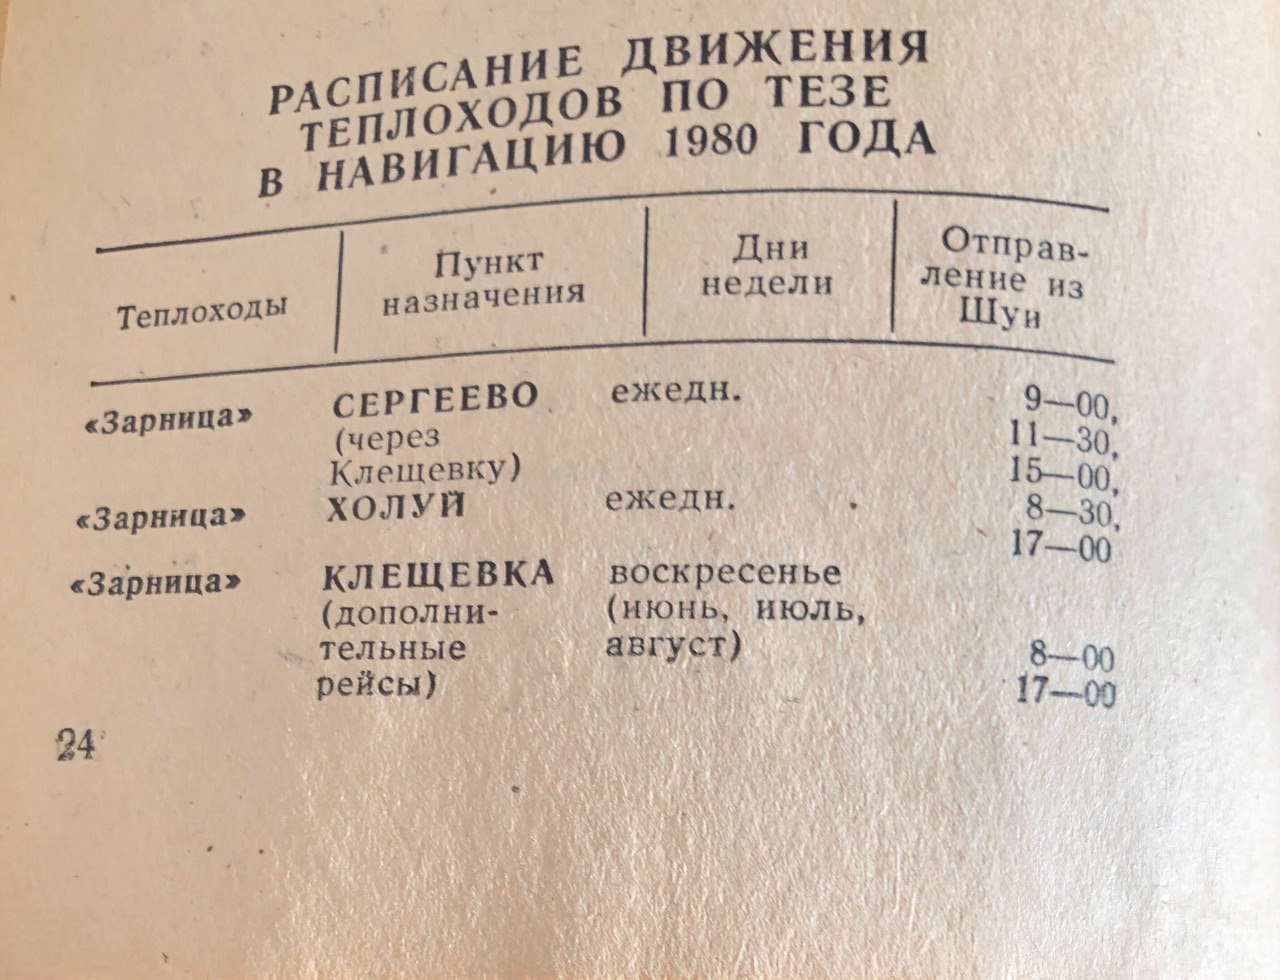 РАСПИСАНИЕ ДВИЖЕНИЯ
ТЕПЛОХОДОВ ПО ТЕЗЕ
В НАВИГАЦИЮ 1980 ГОДА
Теплоходы
Пункт
назначения
Дни
недели
Отправ-
ление из
Шуи
«Зарница» СЕРГЕЕВО ежедн. 9—00,
(через 11—30,
Клещевку) 15—00,
«Зарница» ХОЛУЙ ежедн. 8—30,
17—00
«Зарница» КЛЕЩЕВКА воскресенье
(дополни- (июнь, июль,
тельные август) 8—00
рейсы) 17—00
24